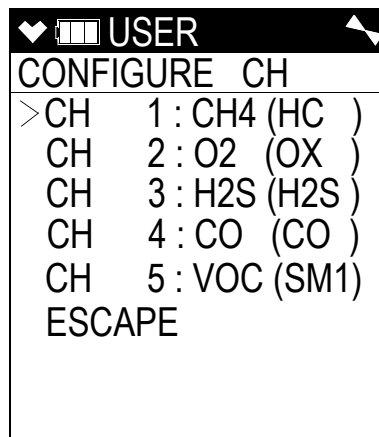 USER
CONFIGURE CH
>CH 1 : CH4 (HC )
CH 2 : O2 (OX )
CH 3 : H2S (H2S )
CH 4 : CO (CO )
CH 5 : VOC (SM1)
ESCAPE